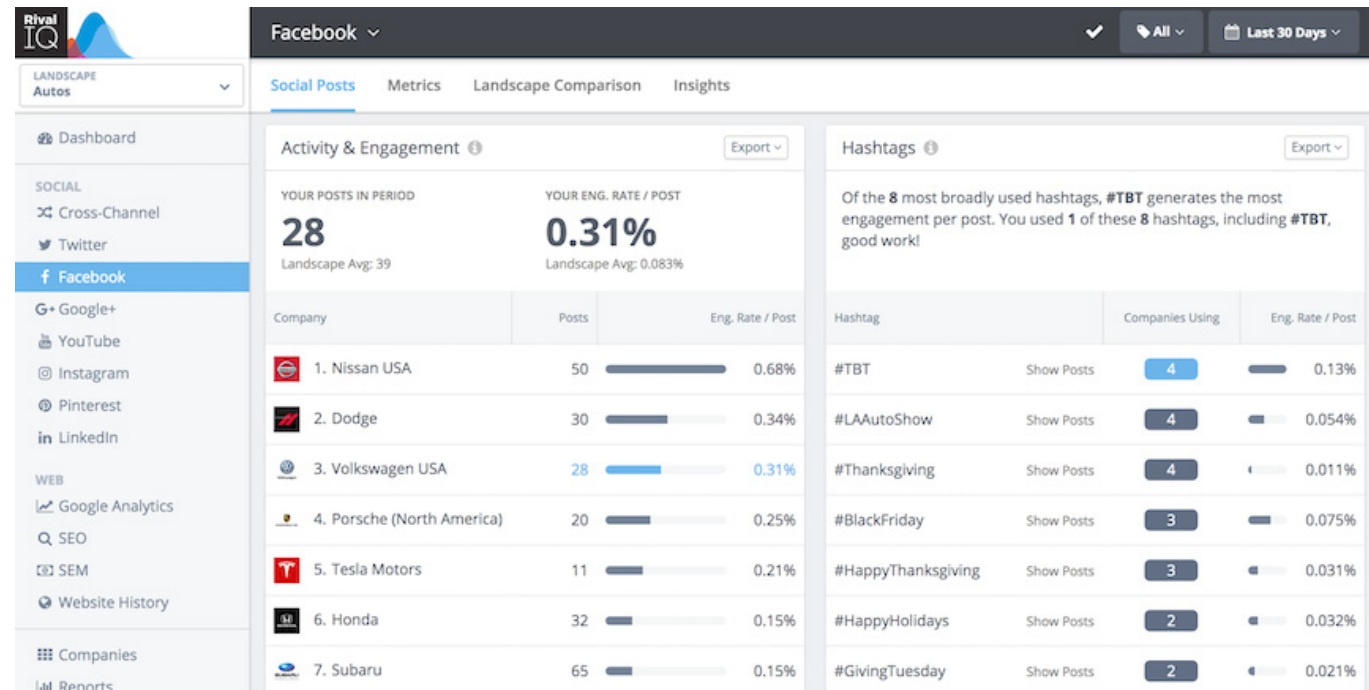 Rival
IQ
LANDSCAPE
Autos
Dashboard
SOCIAL
Cross-Channel
Twitter
Facebook
G+ Google+
YouTube
Instagram
Pinterest
in LinkedIn
WEB
Google Analytics
SEO
SEM
Website History
Companies
Reports
Facebook
All
Last 30 Days
Social Posts Metrics Landscape Comparison Insights
Activity & Engagement
Export
YOUR POSTS IN PERIOD YOUR ENG. RATE / POST
28 0.31%
Landscape Avg: 39 Landscape Avg: 0.083%
Company Posts Eng. Rate / Post
1. Nissan USA 50 0.68%
2. Dodge 30 0.34%
3. Volkswagen USA 28 0.31%
4. Porsche (North America) 20 0.25%
5. Tesla Motors 11 0.21%
6. Honda 32 0.15%
7. Subaru 65 0.15%
Hashtags
Export
Of the 8 most broadly used hashtags, #TBT generates the most
engagement per post. You used 1 of these 8 hashtags, including #TBT,
good work!
Hashtag Companies Using Eng. Rate / Post
#TBT Show Posts 4 0.13%
#LAAutoShow Show Posts 4 0.054%
#Thanksgiving Show Posts 4 0.011%
#BlackFriday Show Posts 3 0.075%
#HappyThanksgiving Show Posts 3 0.031%
#HappyHolidays Show Posts 2 0.032%
#GivingTuesday Show Posts 2 0.021%